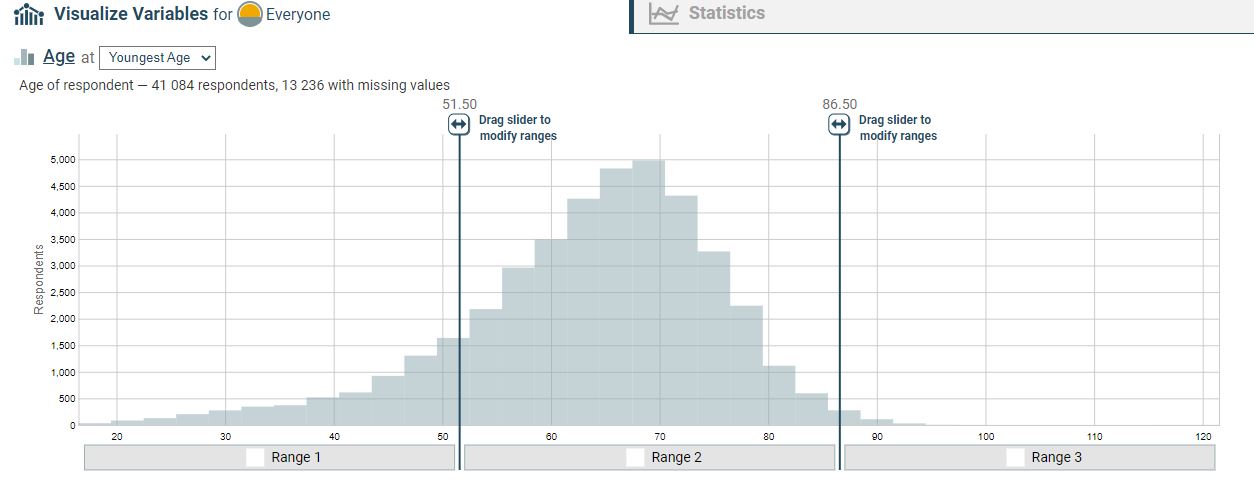 Visualize Variables for Everyone
Statistics
Age at Youngest Age
Age of respondent — 41 084 respondents, 13 236 with missing values
51.50
86.50
Drag slider to
modify ranges
Drag slider to
modify ranges
5,000
4,500
4,000
3,500
3,000
2,500
2,000
1,500
1,000
500
0
Respondents
20 30 40 50 60 70 80 90 100 110 120
Range 1
Range 2
Range 3